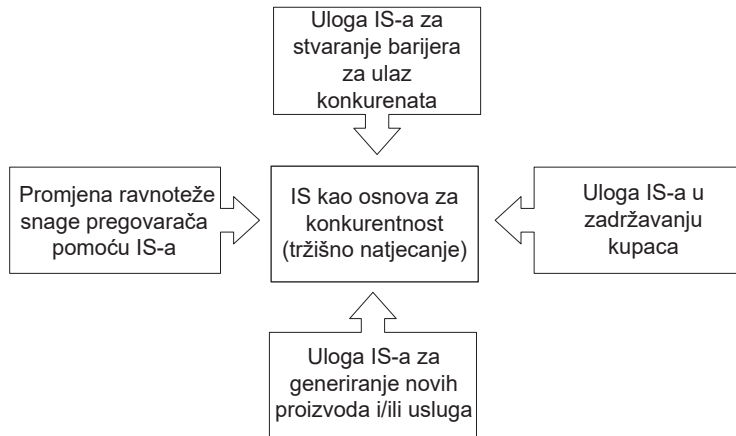 Uloga IS-a za
stvaranje barijera
za ulaz
konkurenata
Promjena ravnoteže
snage pregovarača
pomoću IS-a
IS kao osnova za
konkurentnost
(tržišno natjecanje)
Uloga IS-a u
zadržavanju
kupaca
Uloga IS-a za
generiranje novih
proizvoda i/ili usluga